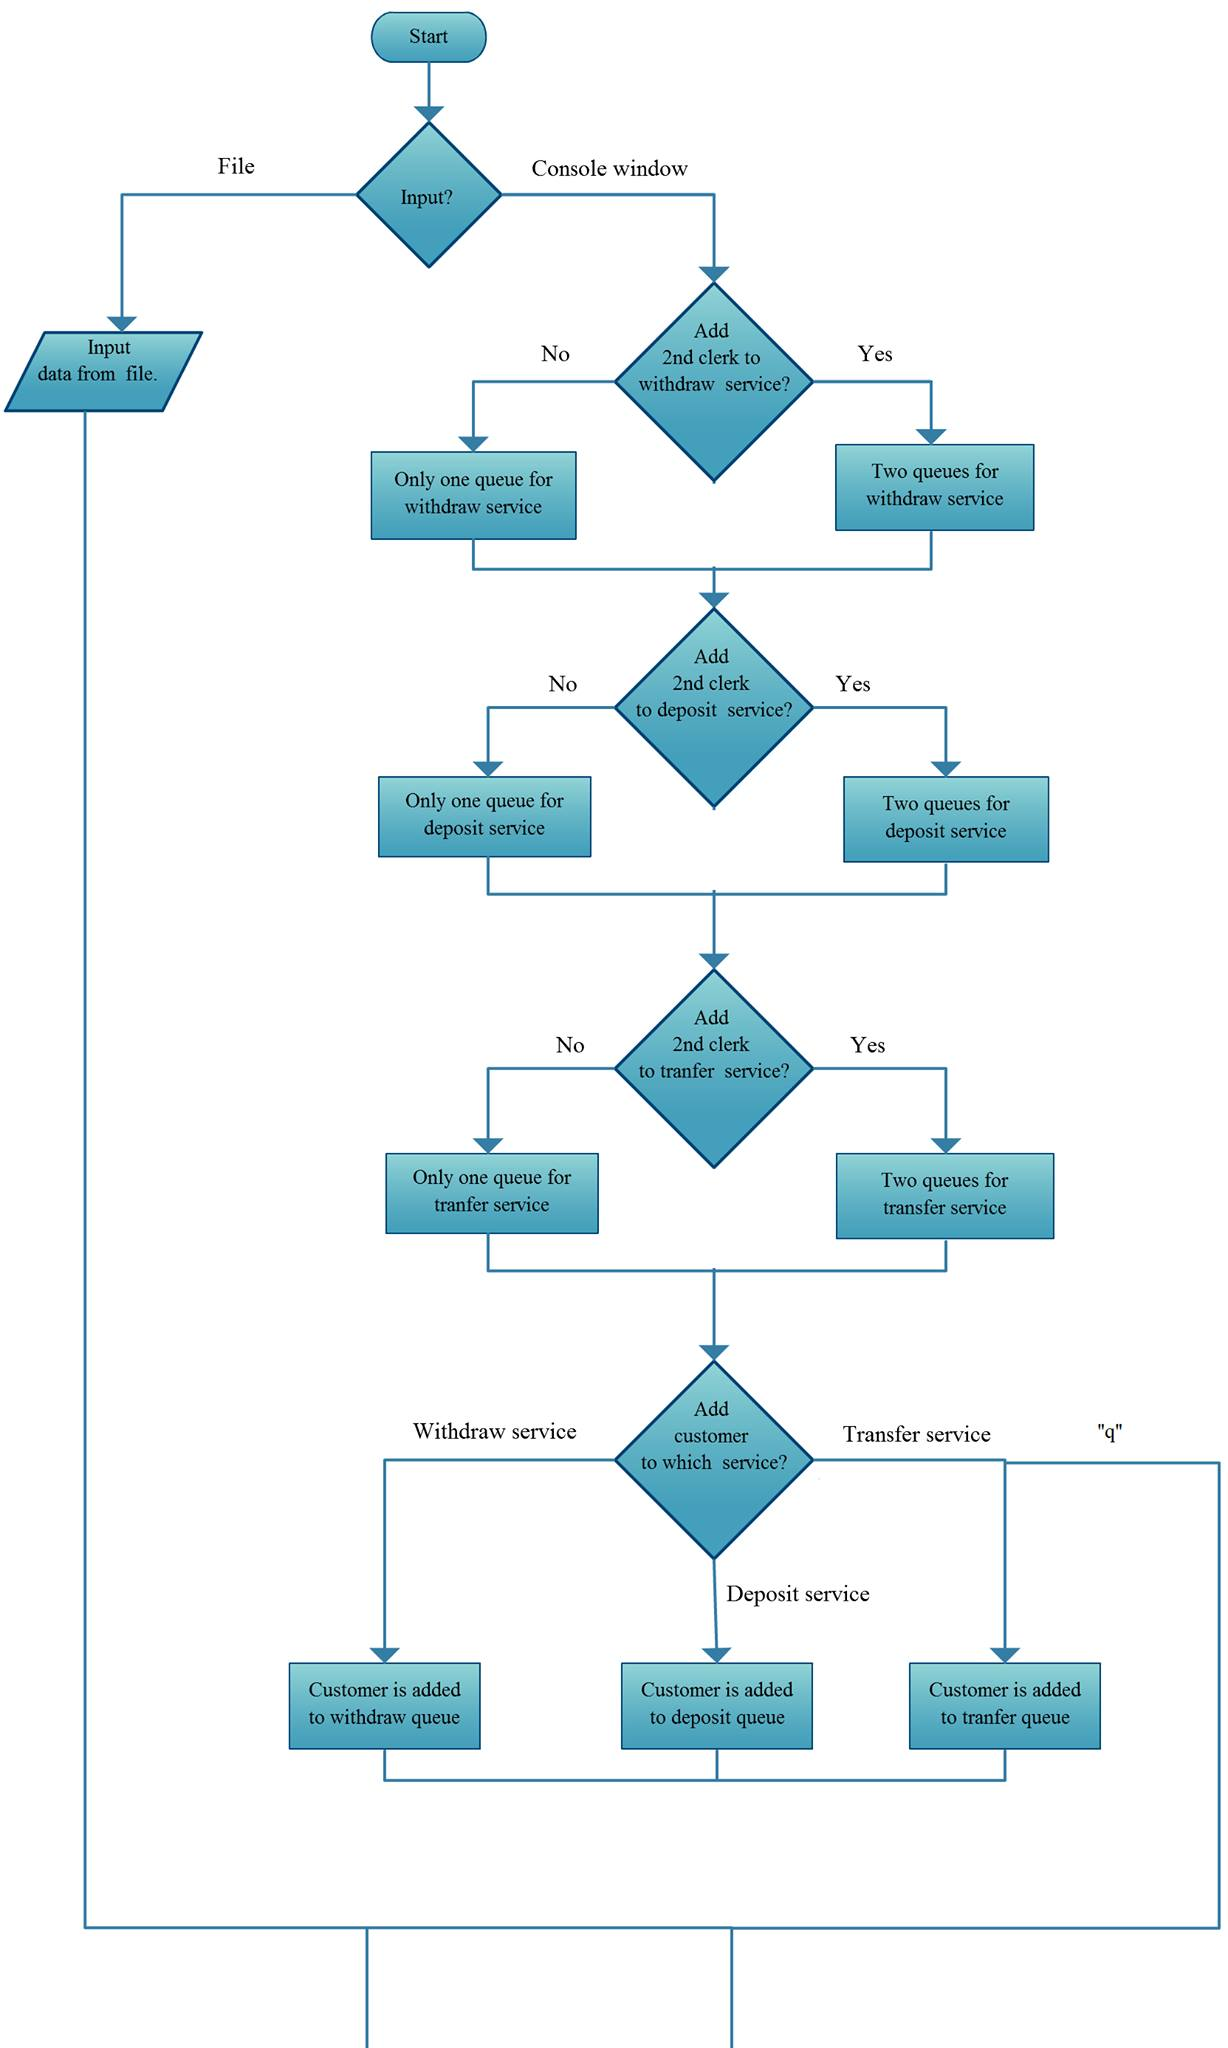 Start
Input?
File
Console window
Input
data from  file.
Add
2nd clerk to
withdraw  service?
No
Yes
Only one queue for
withdraw service
Two queues for
withdraw service
Add
2nd clerk
to deposit  service?
No
Yes
Only one queue for
deposit service
Two queues for
deposit service
Add
2nd clerk
to tranfer  service?
No
Yes
Only one queue for
tranfer service
Two queues for
transfer service
Add
customer
to which  service?
Withdraw service
Transfer service
"q"
Deposit service
Customer is added
to withdraw queue
Customer is added
to deposit queue
Customer is added
to tranfer queue